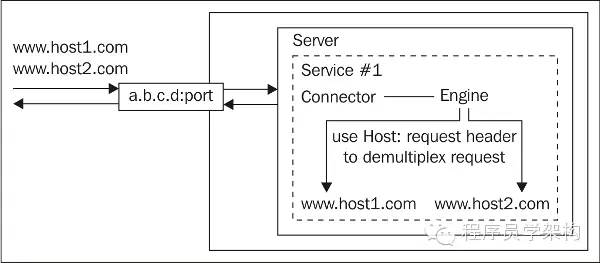 www.host1.com
www.host2.com
a.b.c.d:port
Server
Service #1
Connector
Engine
use Host: request header
to demultiplex request
www.host1.com
www.host2.com
程序员学架构